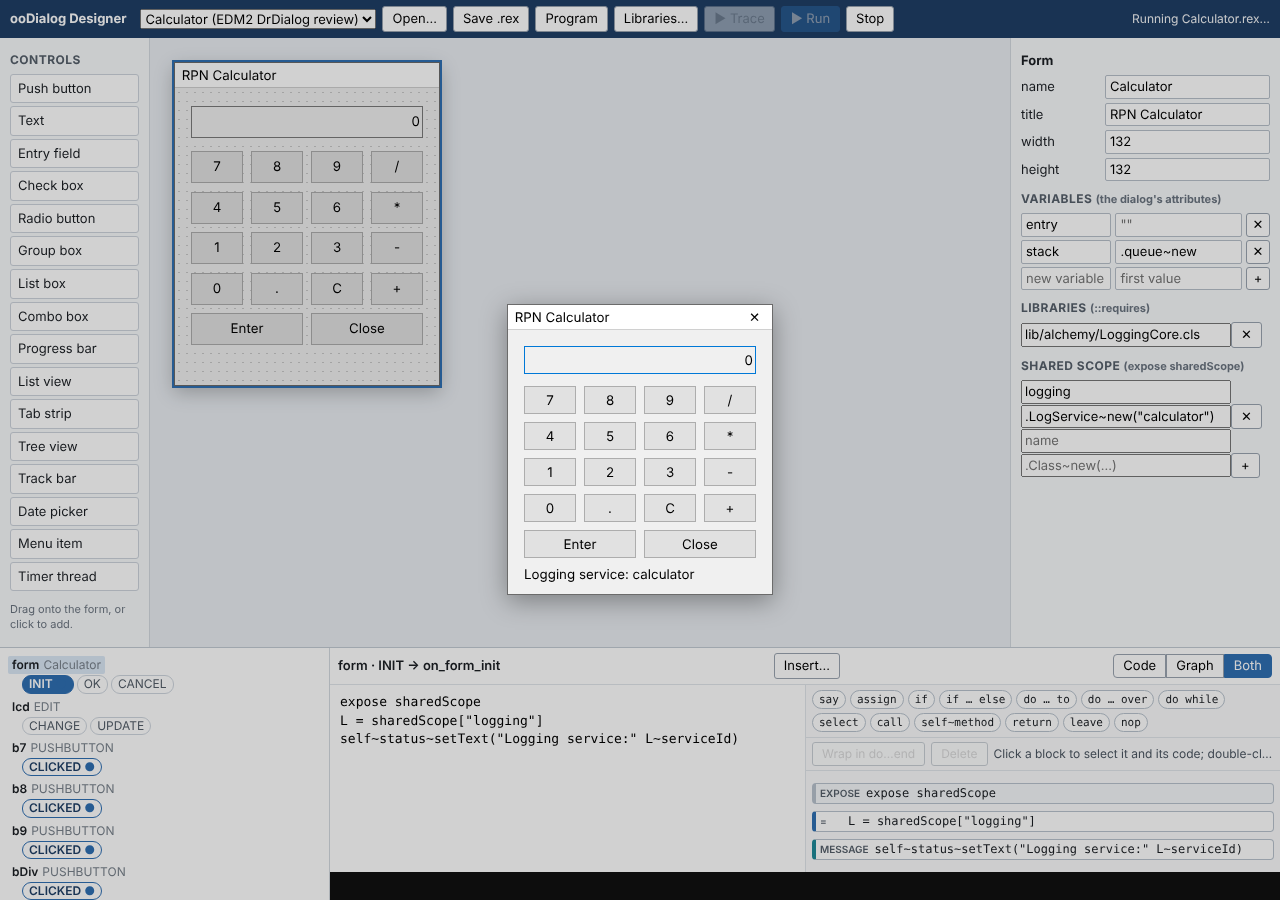 ooDialog Designer
Calculator (EDM2 DrDialog review)
Open...
Save .rex
Program
Libraries...
▶ Trace
▶ Run
Stop
Running Calculator.rex...
CONTROLS
Push button
Text
Entry field
Check box
Radio button
Group box
List box
Combo box
Progress bar
List view
Tab strip
Tree view
Track bar
Date picker
Menu item
Timer thread
Drag onto the form, or
click to add.
RPN Calculator
0
7 8 9 /
4 5 6 *
1 2 3 -
0 . C +
Enter Close
RPN Calculator ✕
0
7 8 9 /
4 5 6 *
1 2 3 -
0 . C +
Enter Close
Logging service: calculator
Form
name Calculator
title RPN Calculator
width 132
height 132
VARIABLES (the dialog's attributes)
entry "" ✕
stack .queue~new ✕
new variable first value +
LIBRARIES (::requires)
lib/alchemy/LoggingCore.cls ✕
SHARED SCOPE (expose sharedScope)
logging
.LogService~new("calculator") ✕
name
.Class~new(...) +
form Calculator
INIT OK CANCEL
lcd EDIT
CHANGE UPDATE
b7 PUSHBUTTON
CLICKED
b8 PUSHBUTTON
CLICKED
b9 PUSHBUTTON
CLICKED
bDiv PUSHBUTTON
CLICKED
form · INIT → on_form_init
Insert...
Code Graph Both
expose sharedScope
L = sharedScope["logging"]
self~status~setText("Logging service:" L~serviceId)
say assign if if … else do … to do … over do while
select call self~method return leave nop
Wrap in do...end Delete Click a block to select it and its code; double-cl...
EXPOSE expose sharedScope
= L = sharedScope["logging"]
MESSAGE self~status~setText("Logging service:" L~serviceId)